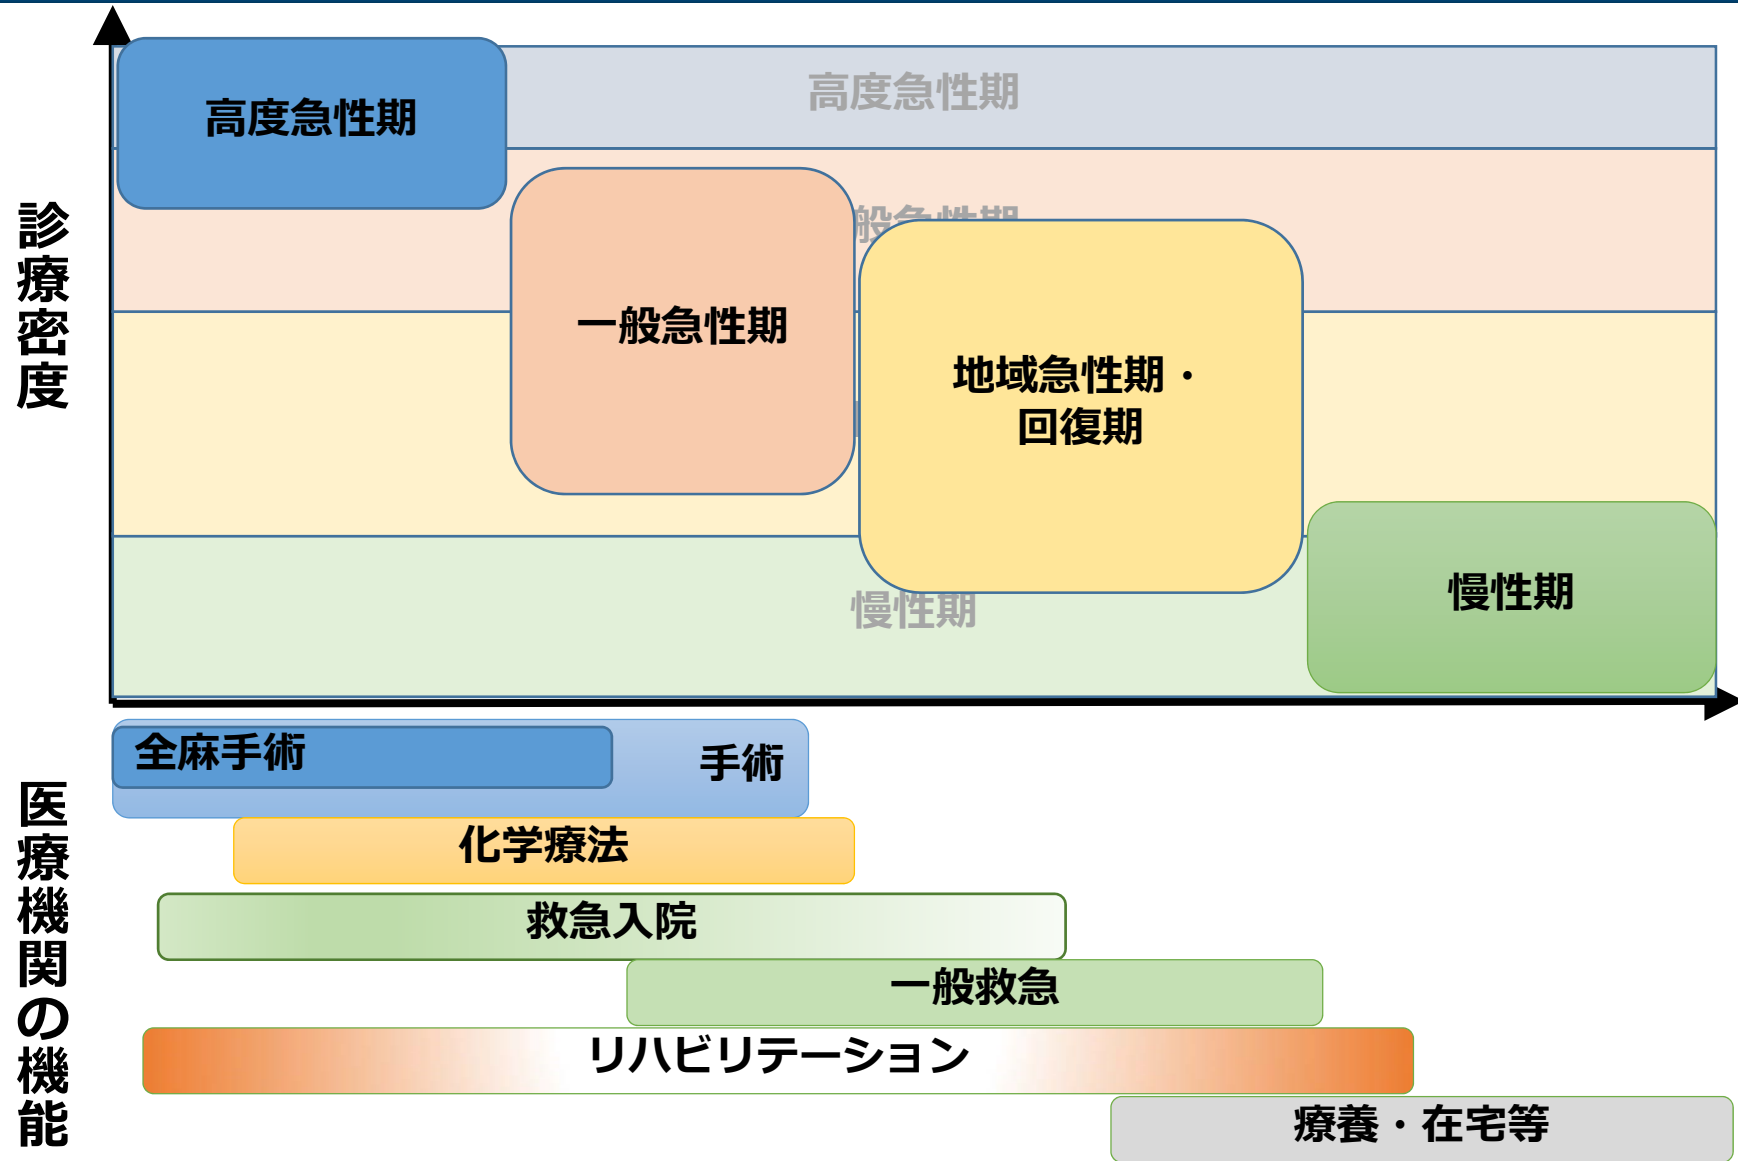 高度急性期
高度急性期
般急性期
一般急性期
地域急性期・
回復期
慢性期
慢性期
診療密度
全麻手術
手術
化学療法
救急入院
一般救急
リハビリテーション
療養・在宅等
医療機関の機能